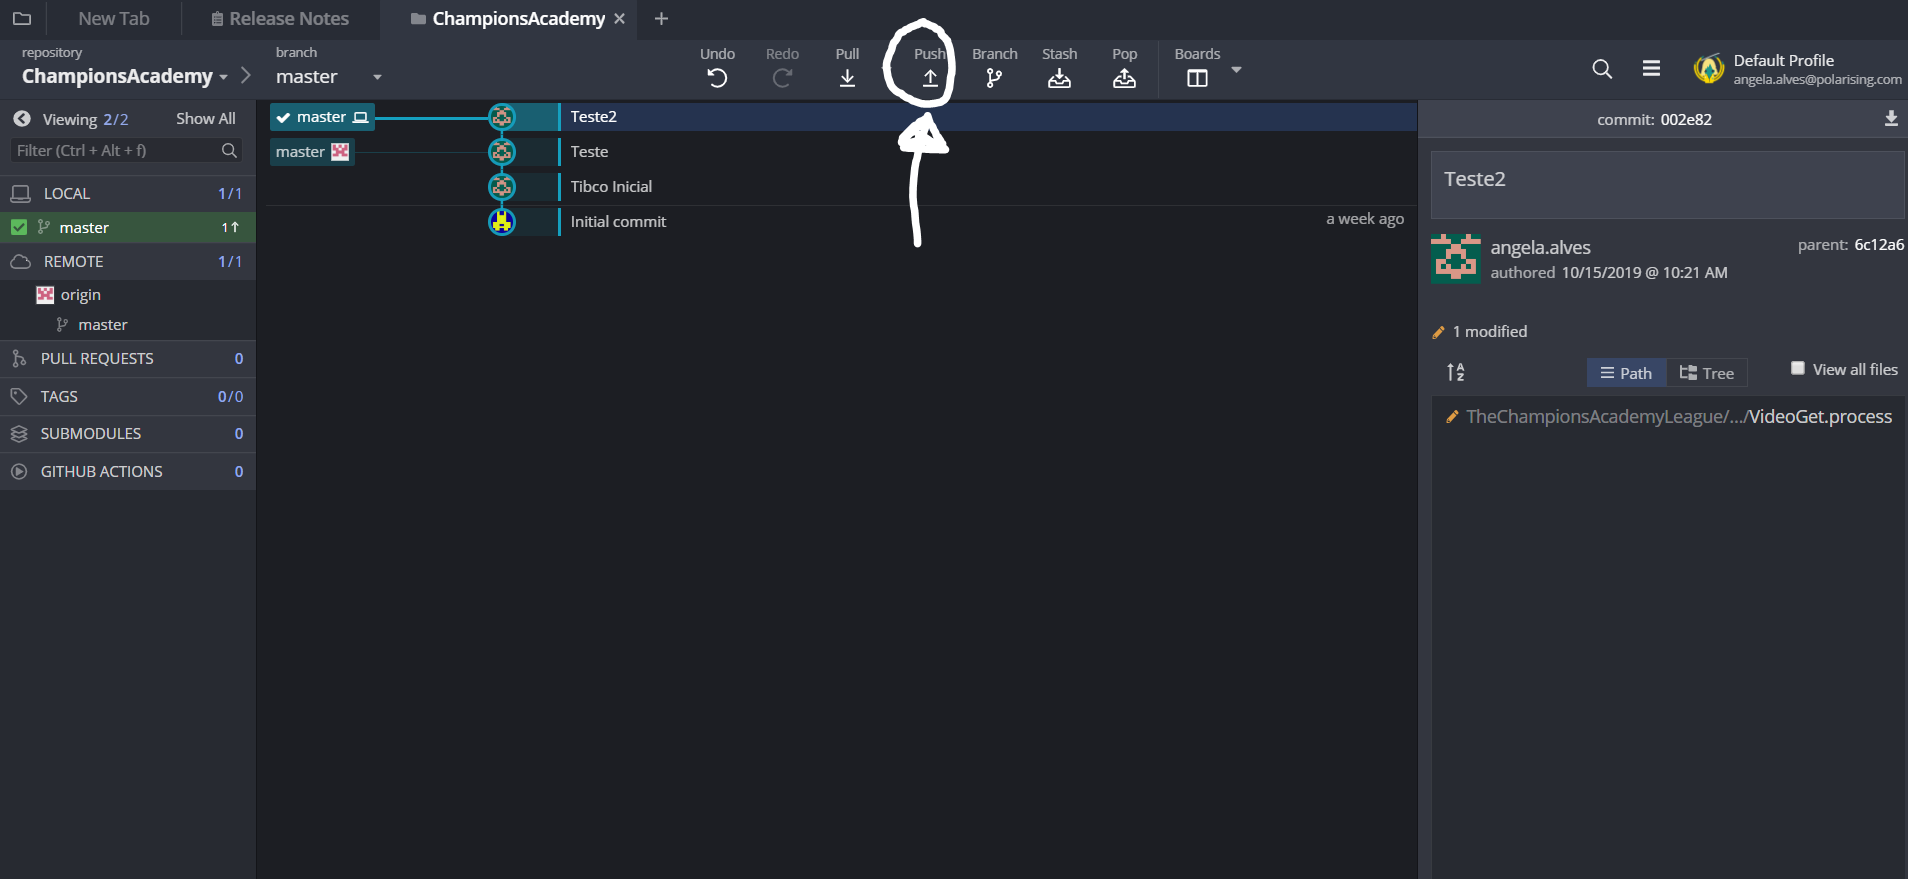 New Tab
Release Notes
ChampionsAcademy
repository
ChampionsAcademy
branch
master
Undo
Redo
Pull
Push
Branch
Stash
Pop
Boards
Default Profile
angela.alves@polarising.com
Viewing 2/2
Show All
Filter (Ctrl + Alt + f)
LOCAL 1/1
master 1↑
REMOTE 1/1
origin
master
PULL REQUESTS 0
TAGS 0/0
SUBMODULES 0
GITHUB ACTIONS 0
master
Teste2
master
Teste
Tibco Inicial
Initial commit
a week ago
commit: 002e82
Teste2
angela.alves
authored 10/15/2019 @ 10:21 AM
parent: 6c12a6
1 modified
A
Z
Path
Tree
View all files
TheChampionsAcademyLeague/.../VideoGet.process